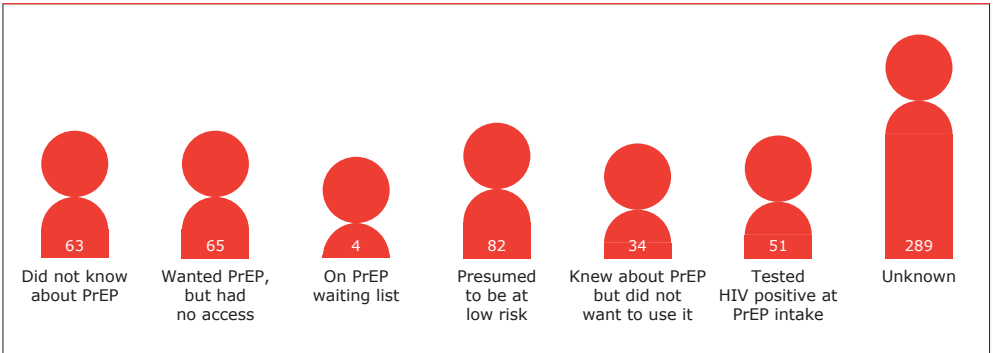 63
65
4
82
34
51
289
Did not know
about PrEP
Wanted PrEP,
but had
no access
On PrEP
waiting list
Presumed
to be at
low risk
Knew about PrEP
but did not
want to use it
Tested
HIV positive at
PrEP intake
Unknown